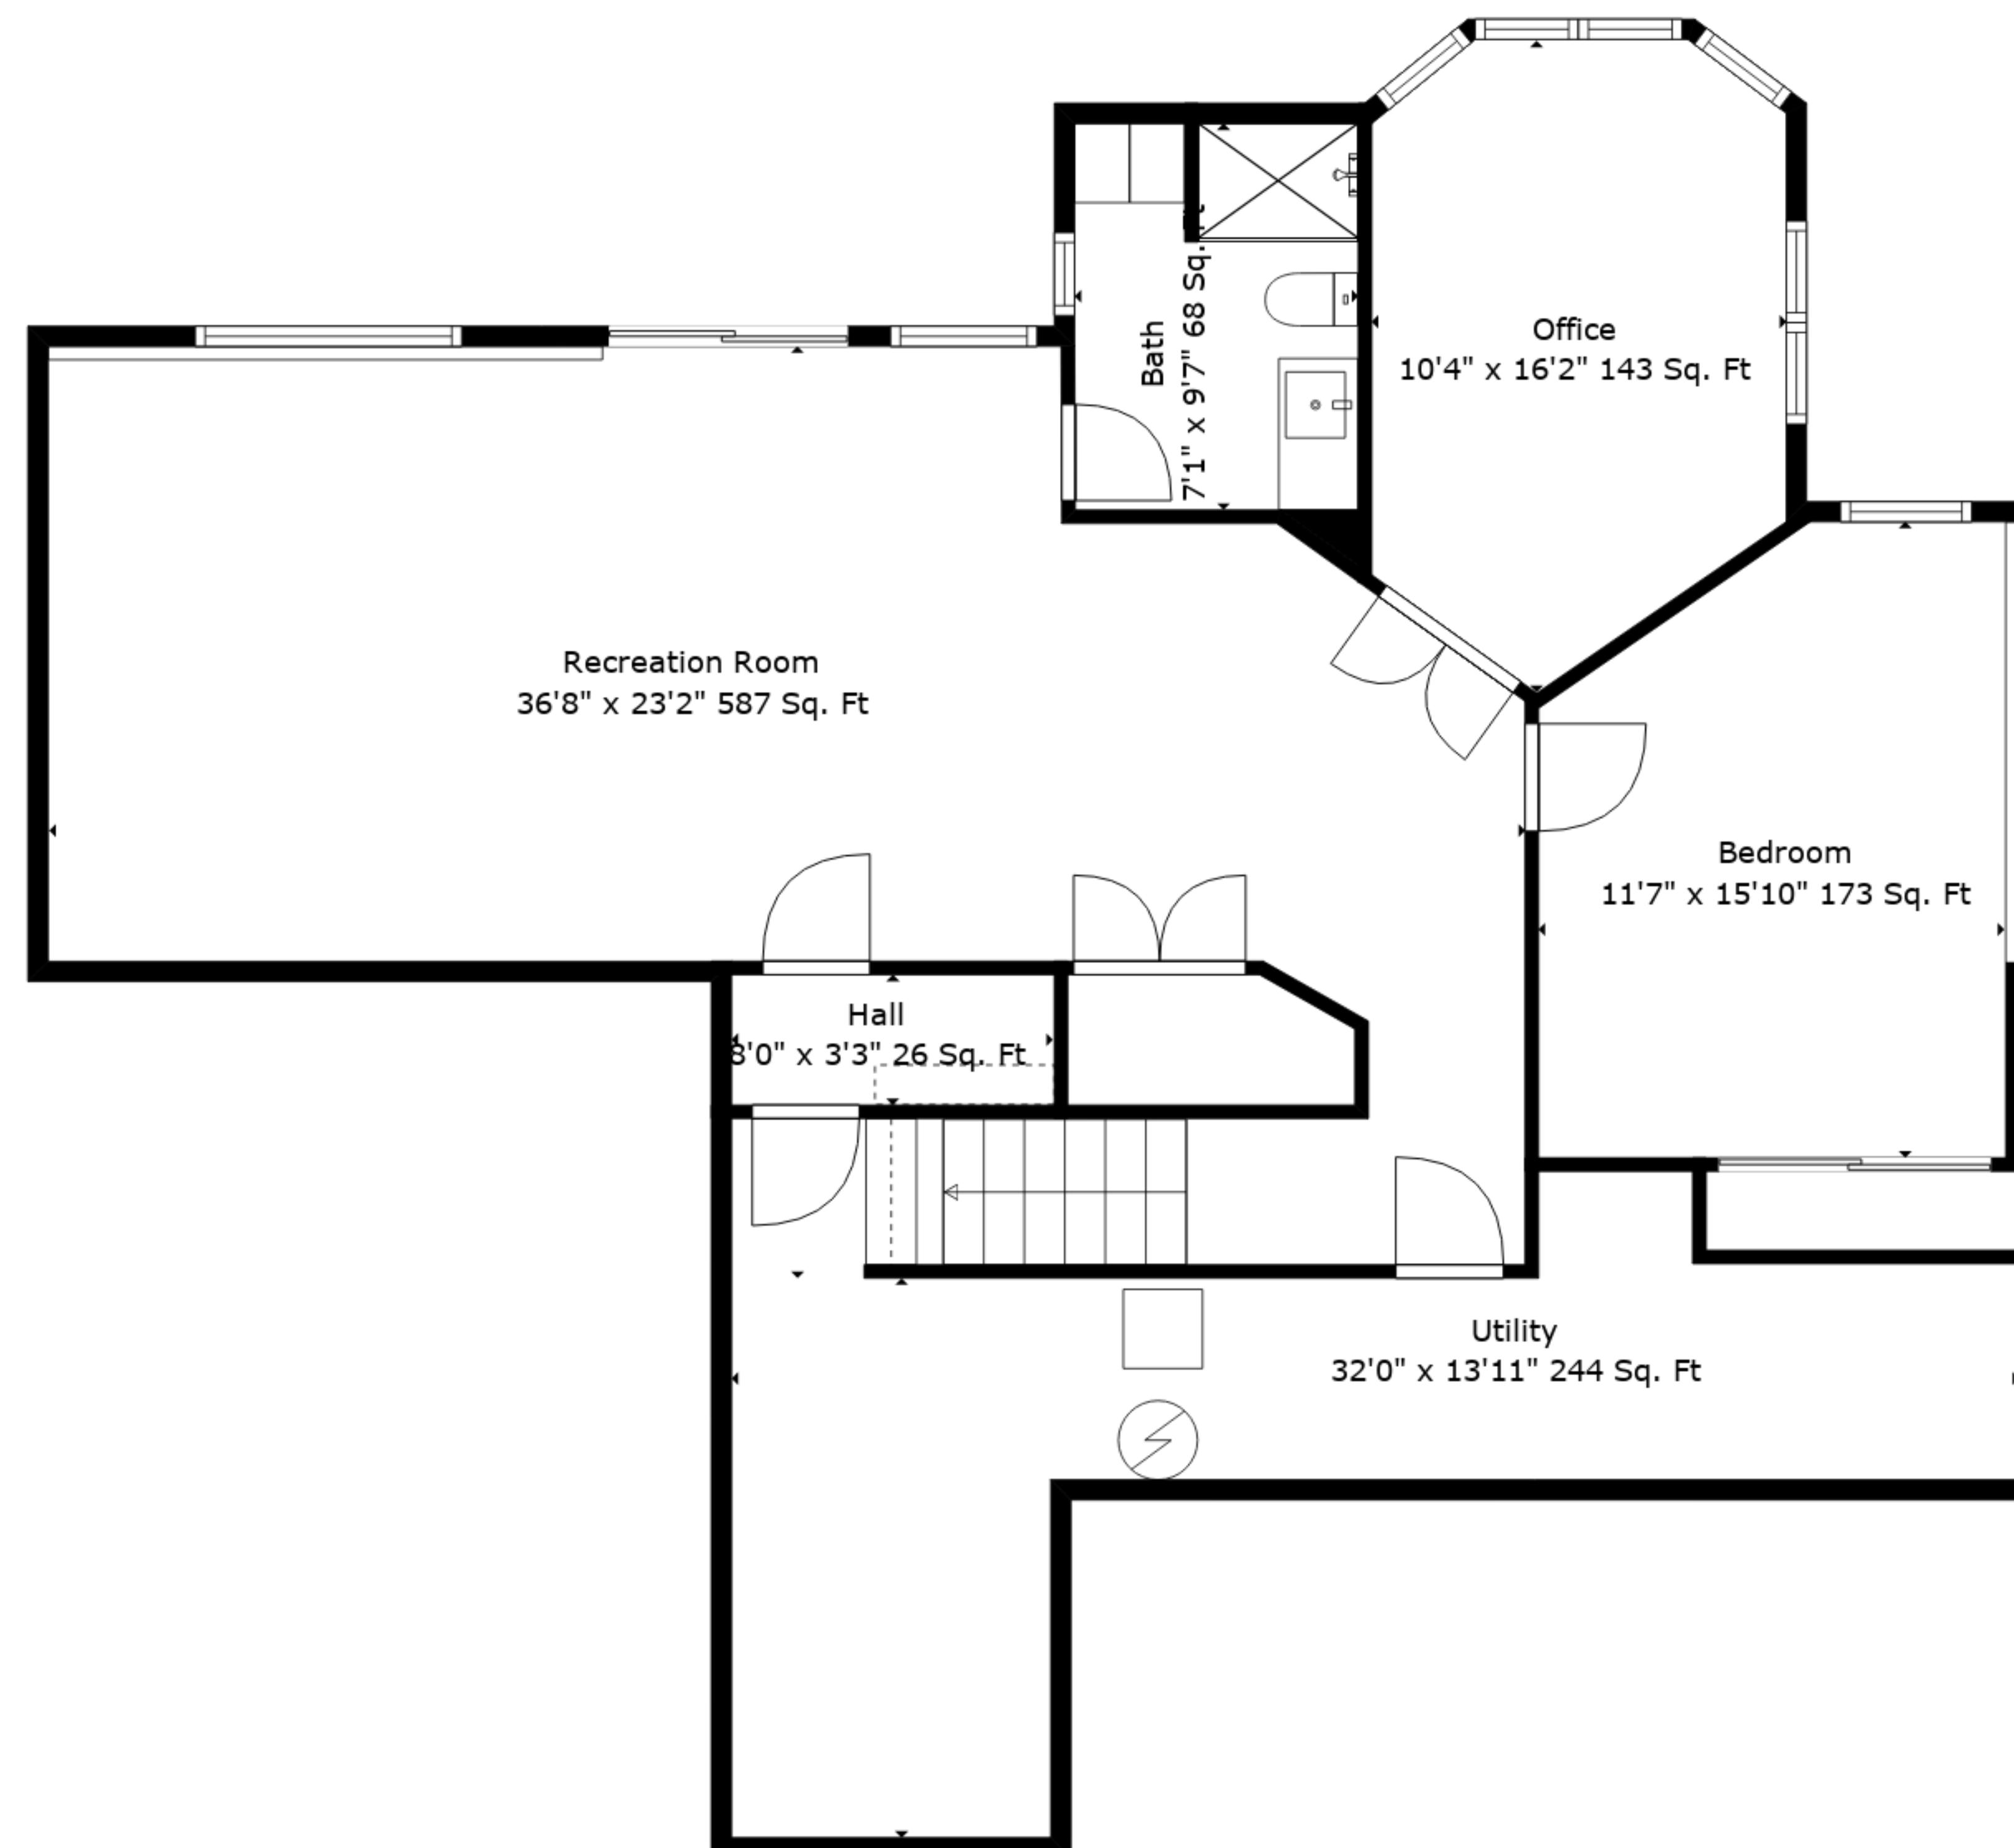 Bath
7'1" x 9'7" 68 Sq. Ft
Office
10'4" x 16'2" 143 Sq. Ft
Recreation Room
36'8" x 23'2" 587 Sq. Ft
Bedroom
11'7" x 15'10" 173 Sq. Ft
Hall
8'0" x 3'3" 26 Sq. Ft
Utility
32'0" x 13'11" 244 Sq. Ft